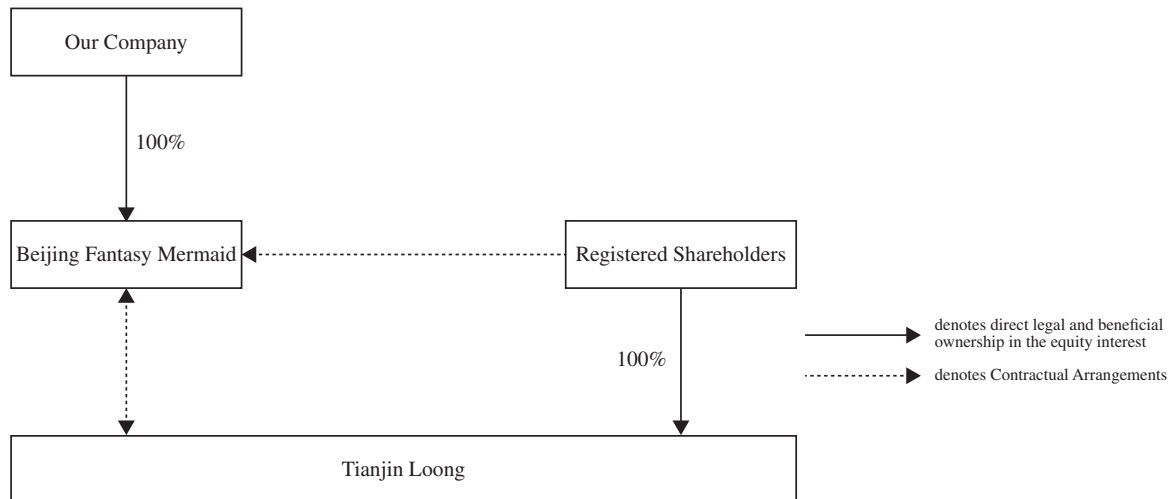 Our Company
100%
Beijing Fantasy Mermaid
Registered Shareholders
100%
denotes direct legal and beneficial
ownership in the equity interest
denotes Contractual Arrangements
Tianjin Loong